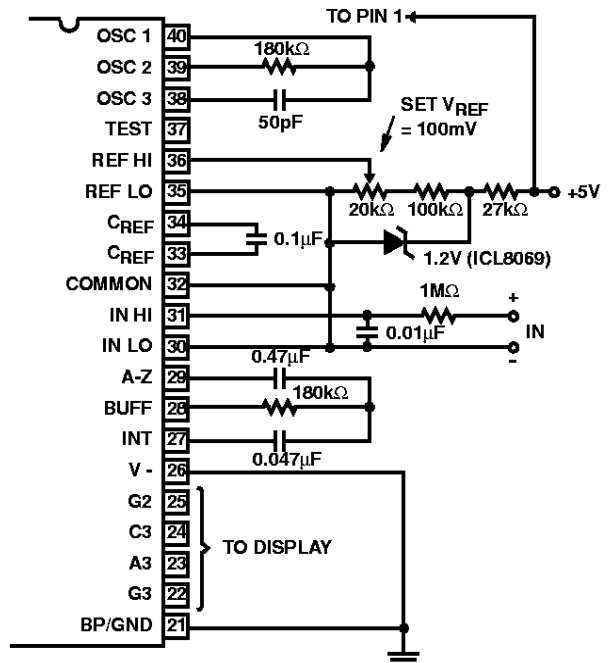 TO PIN 1
OSC 1 40
180kΩ
OSC 2 39
OSC 3 38
50pF
SET VREF
= 100mV
TEST 37
REF HI 36
REF LO 35
20kΩ 100kΩ 27kΩ
+5V
CREF 34
0.1μF
CREF 33
1.2V (ICL8069)
COMMON 32
1MΩ
IN HI 31
+
0.01μF
IN
IN LO 30
-
0.47μF
A-Z 29
180kΩ
BUFF 28
INT 27
0.047μF
V - 26
G2 25
C3 24
TO DISPLAY
A3 23
G3 22
BP/GND 21